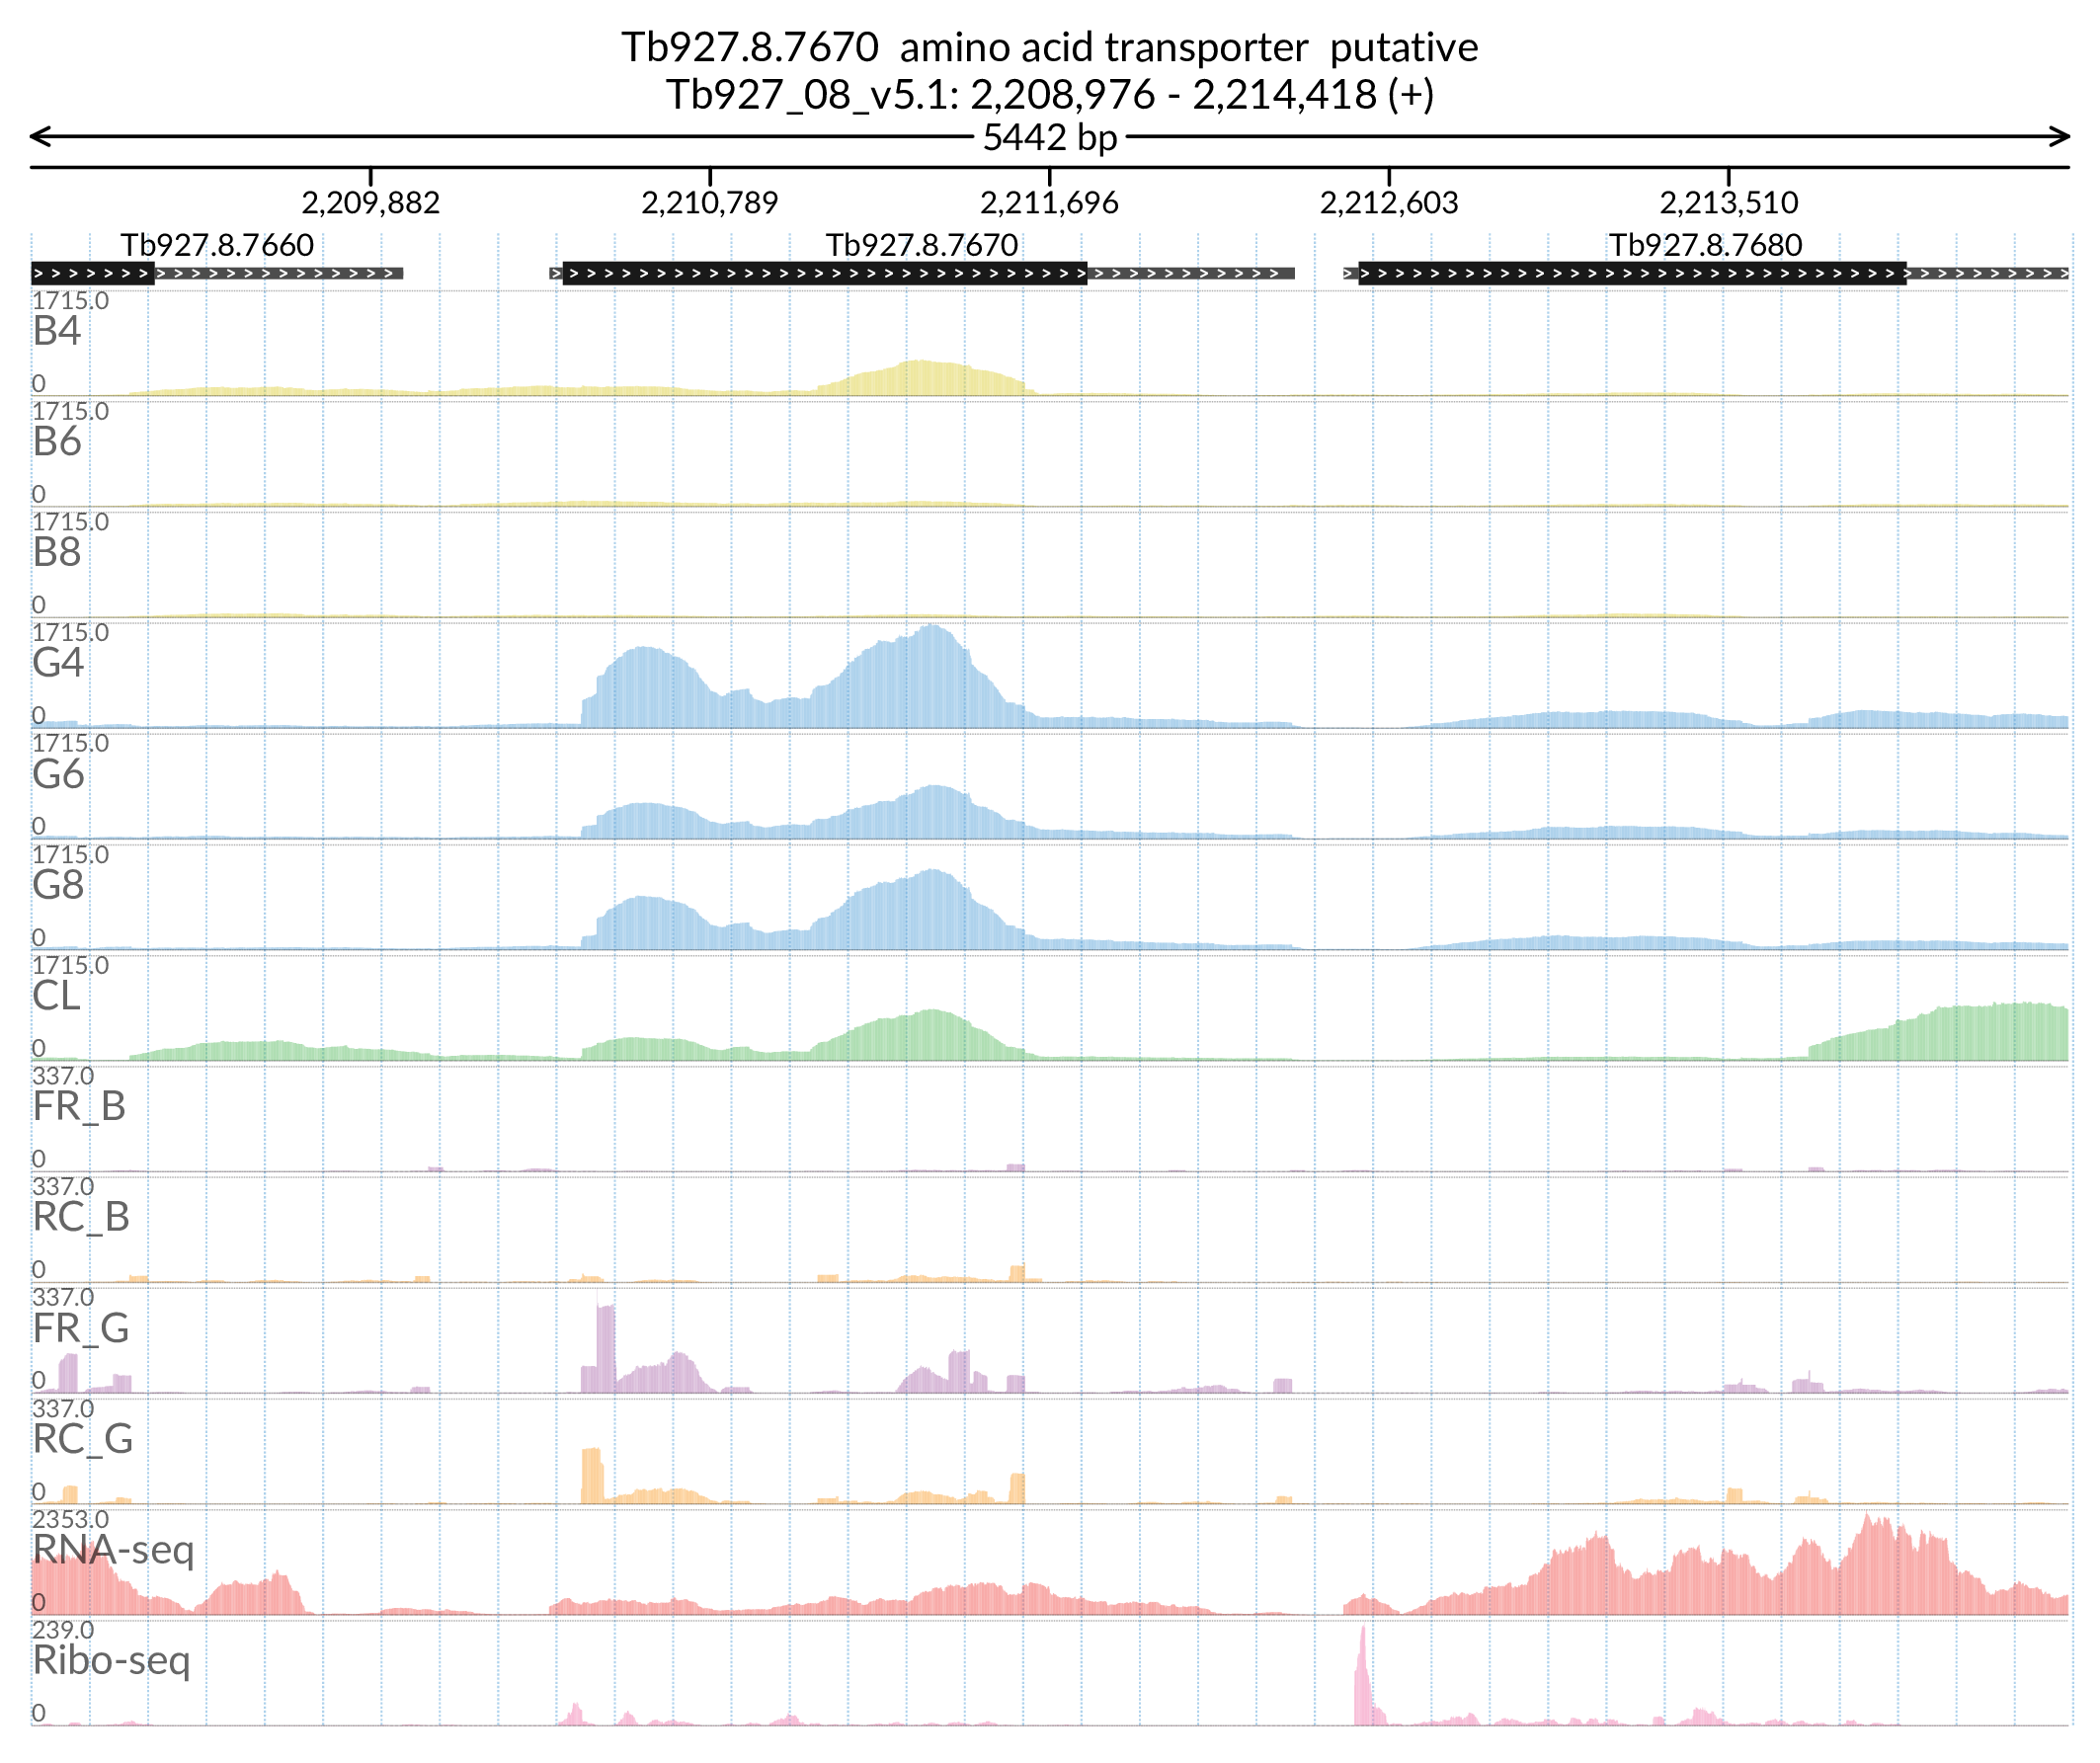 Tb927.8.7670  amino acid transporter  putative
Tb927_08_v5.1: 2,208,976 - 2,214,418 (+)
5442 bp
2,209,882 2,210,789 2,211,696 2,212,603 2,213,510
Tb927.8.7660 Tb927.8.7670 Tb927.8.7680
1715.0
B4
0
1715.0
B6
0
1715.0
B8
0
1715.0
G4
0
1715.0
G6
0
1715.0
G8
0
1715.0
CL
0
337.0
FR_B
0
337.0
RC_B
0
337.0
FR_G
0
337.0
RC_G
0
2353.0
RNA-seq
0
239.0
Ribo-seq
0